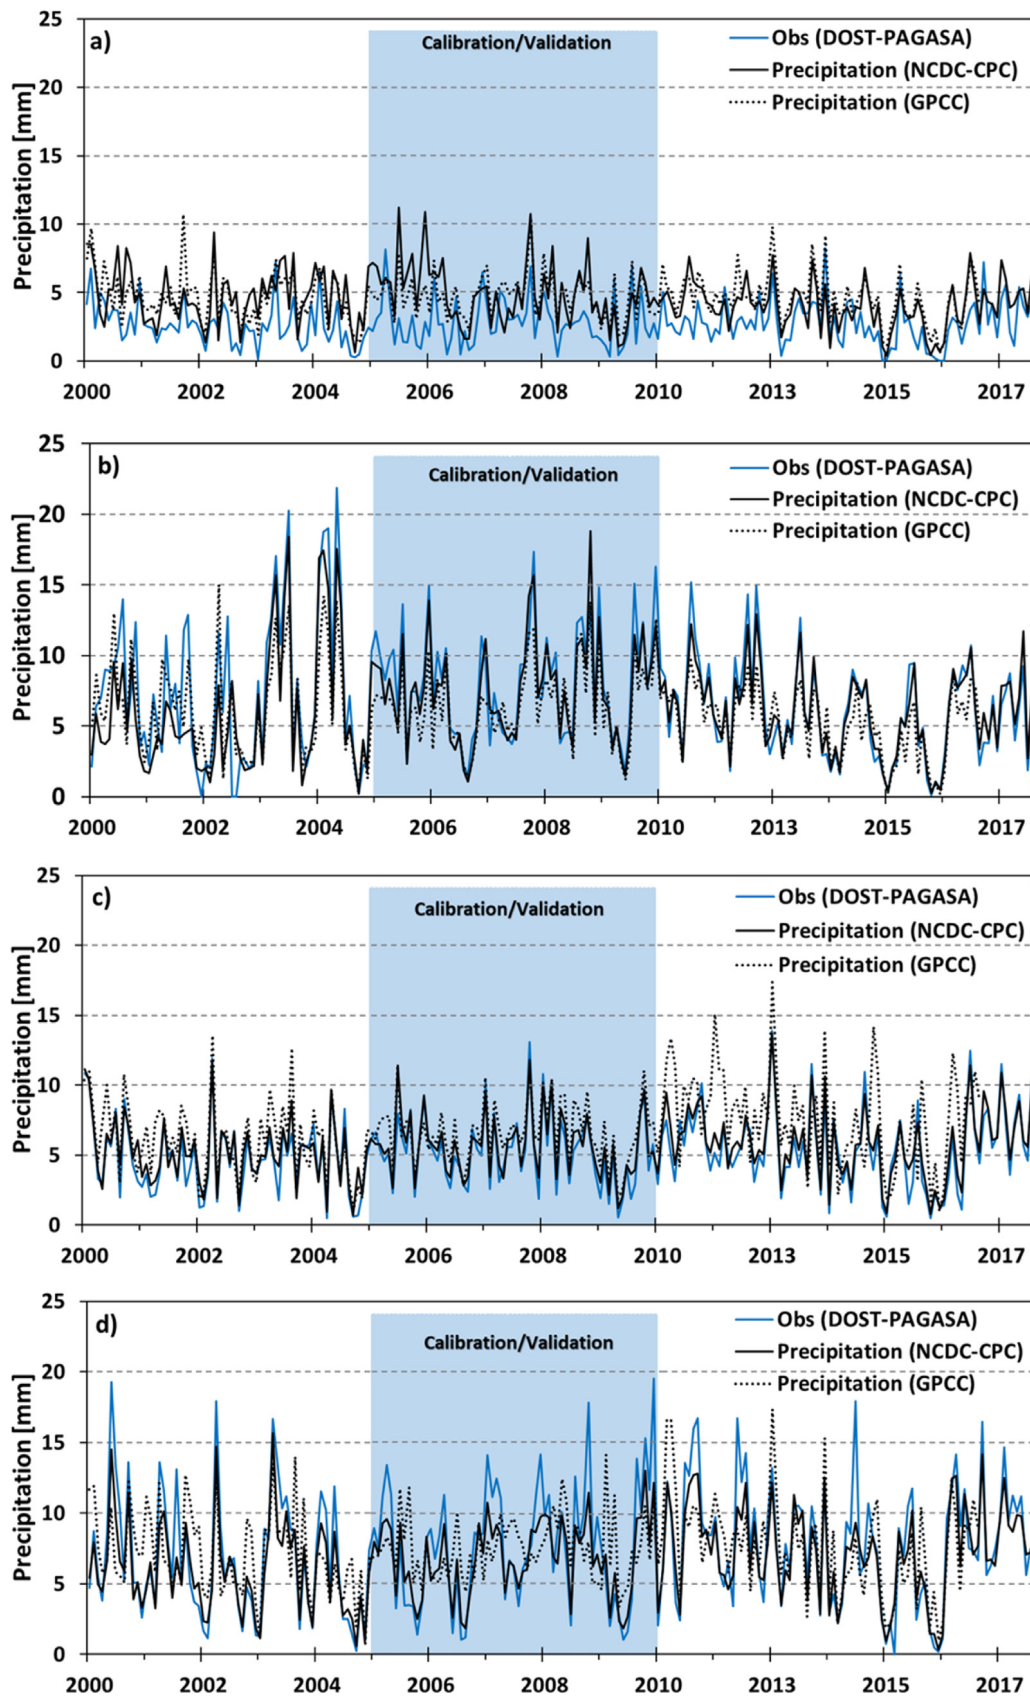 a)
Calibration/Validation
Obs (DOST-PAGASA)
Precipitation (NCDC-CPC)
Precipitation (GPCC)
Precipitation [mm]
25
20
15
10
5
0
2000
2002
2004
2006
2008
2010
2013
2015
2017
b)
Calibration/Validation
Obs (DOST-PAGASA)
Precipitation (NCDC-CPC)
Precipitation (GPCC)
Precipitation [mm]
25
20
15
10
5
0
2000
2002
2004
2006
2008
2010
2013
2015
2017
c)
Calibration/Validation
Obs (DOST-PAGASA)
Precipitation (NCDC-CPC)
Precipitation (GPCC)
Precipitation [mm]
25
20
15
10
5
0
2000
2002
2004
2006
2008
2010
2013
2015
2017
d)
Calibration/Validation
Obs (DOST-PAGASA)
Precipitation (NCDC-CPC)
Precipitation (GPCC)
Precipitation [mm]
25
20
15
10
5
0
2000
2002
2004
2006
2008
2010
2013
2015
2017